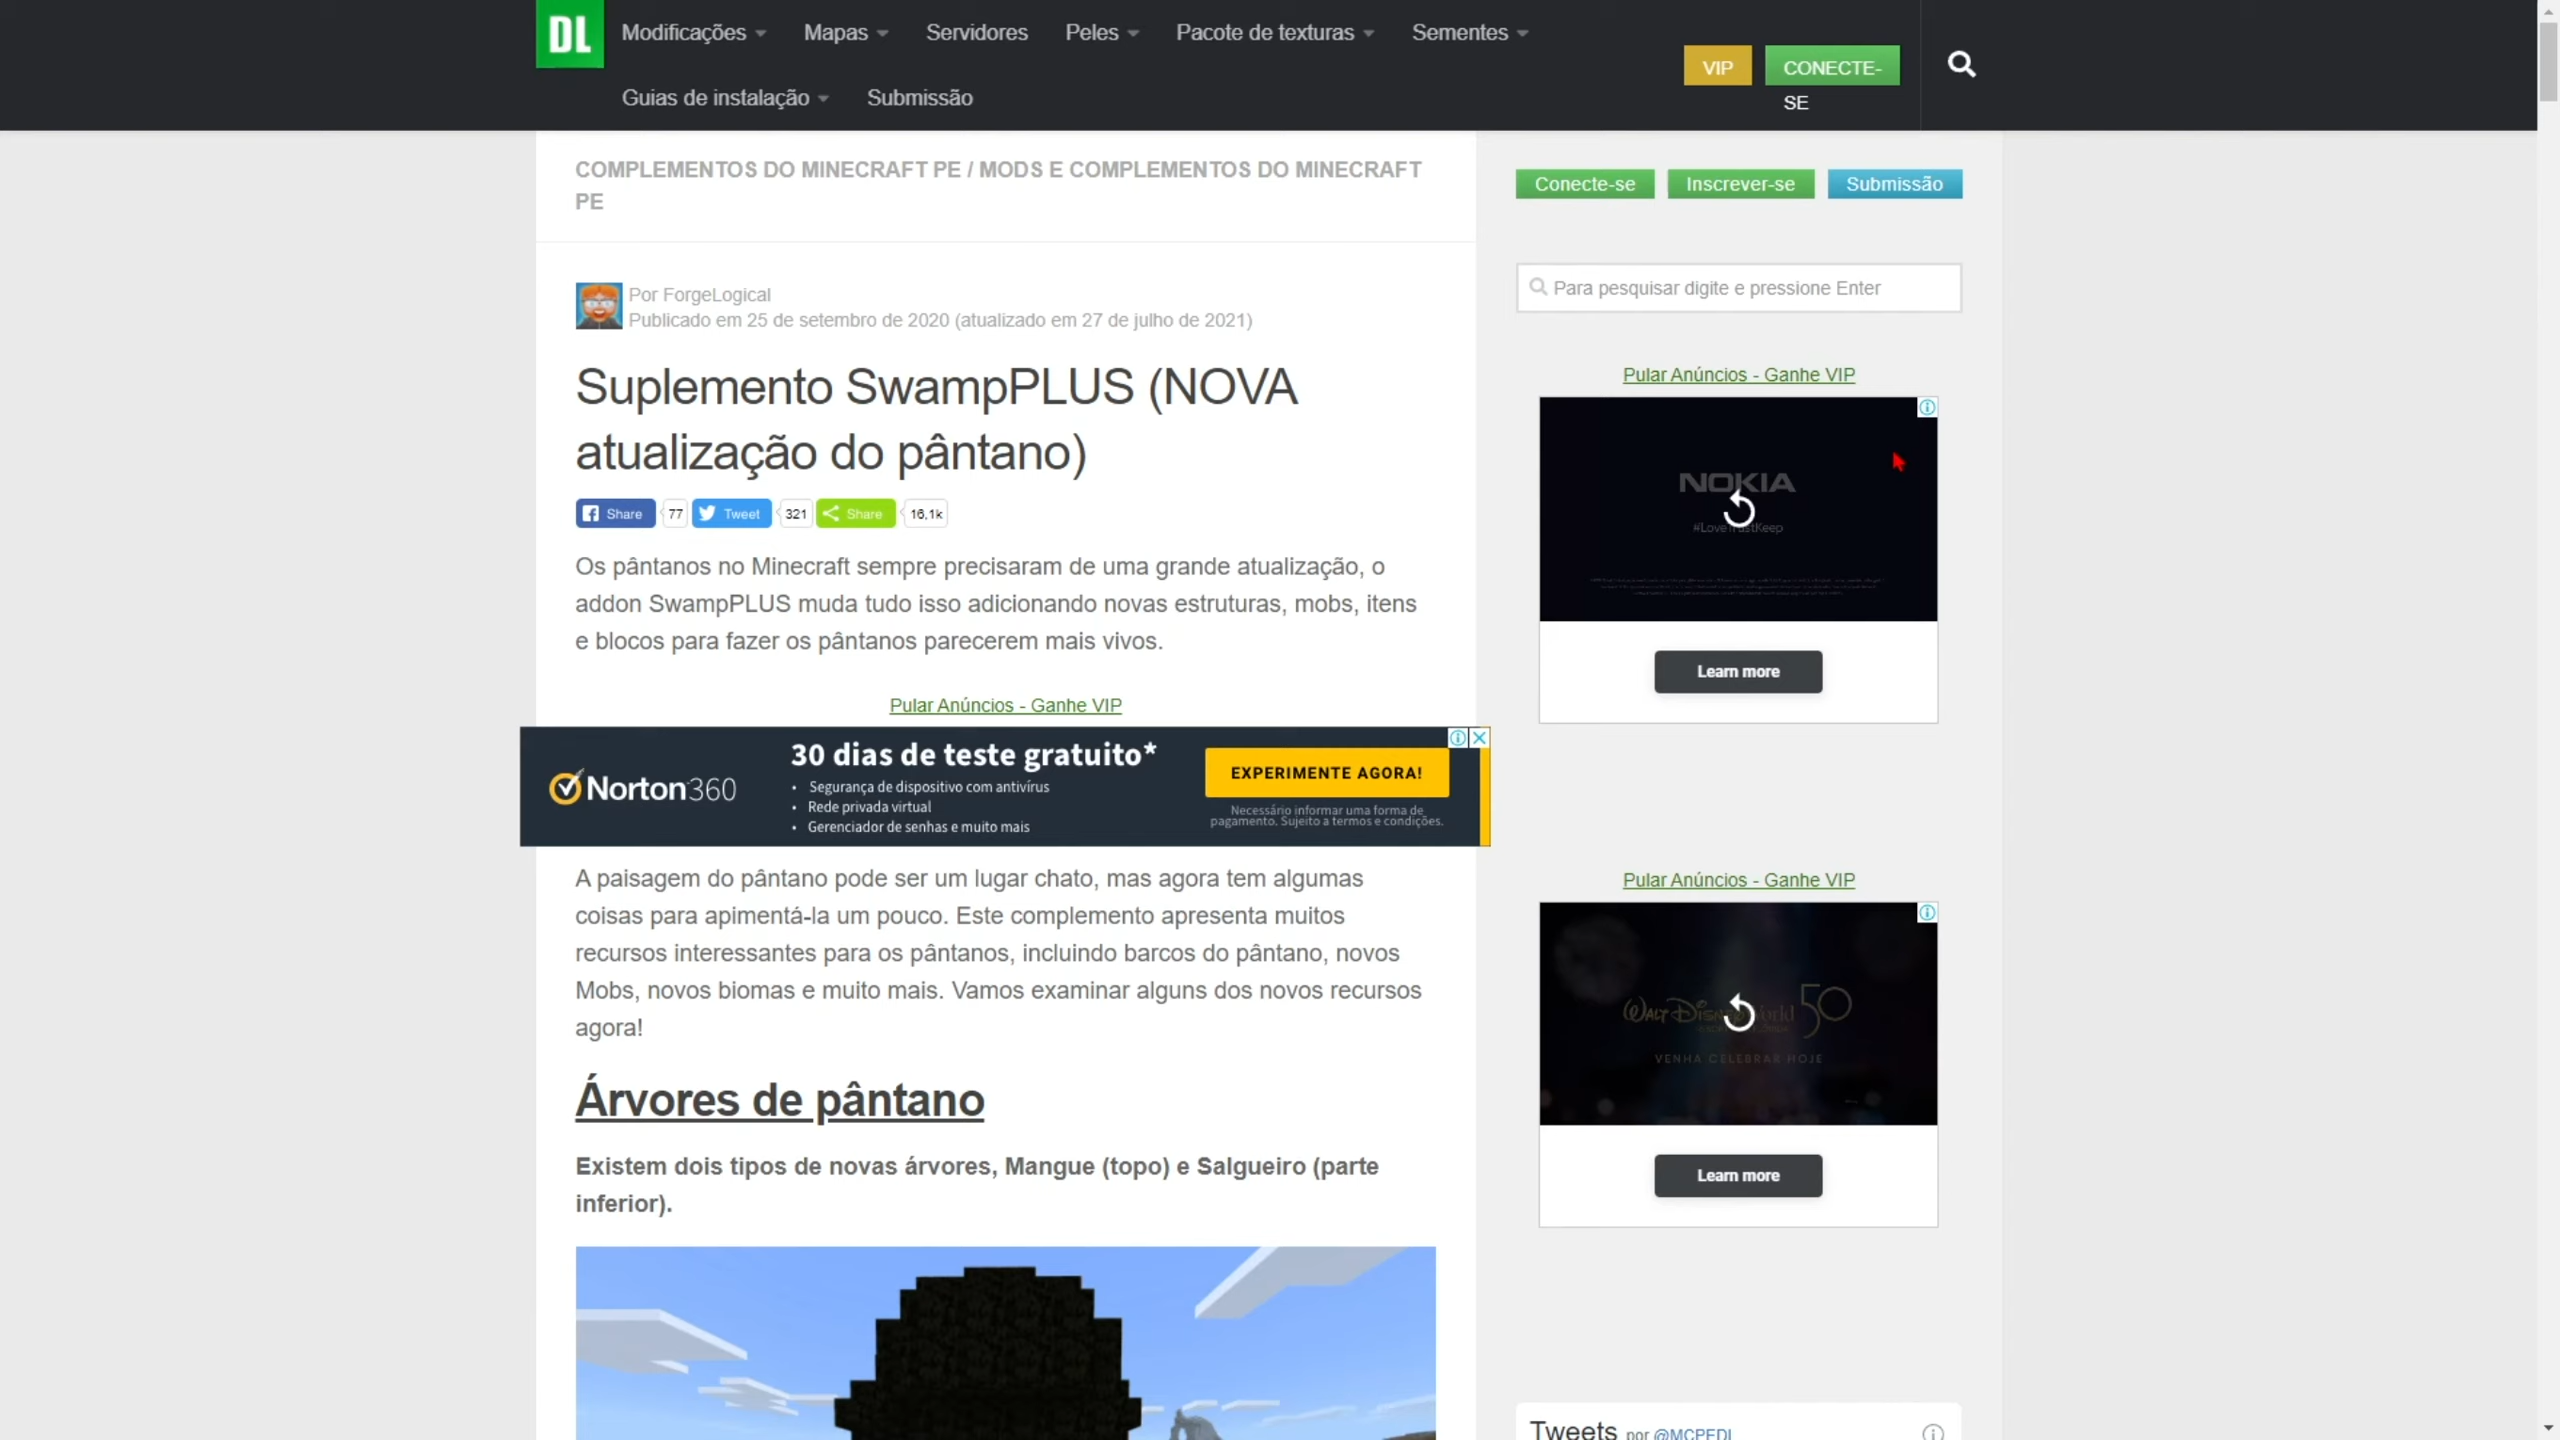 DL
Modificações
Mapas
Servidores
Peles
Pacote de texturas
Sementes
Guias de instalação
Submissão
VIP
CONECTE-
SE
COMPLEMENTOS DO MINECRAFT PE / MODS E COMPLEMENTOS DO MINECRAFT
PE
Por ForgeLogical
Publicado em 25 de setembro de 2020 (atualizado em 27 de julho de 2021)
Suplemento SwampPLUS (NOVA
atualização do pântano)
Share 77 Tweet 321 Share 16,1k
Os pântanos no Minecraft sempre precisaram de uma grande atualização, o
addon SwampPLUS muda tudo isso adicionando novas estruturas, mobs, itens
e blocos para fazer os pântanos parecerem mais vivos.
Pular Anúncios - Ganhe VIP
Norton360
30 dias de teste gratuito*
• Segurança de dispositivo com antivírus
• Rede privada virtual
• Gerenciador de senhas e muito mais
EXPERIMENTE AGORA!
Necessário informar uma forma de
pagamento. Sujeito a termos e condições.
A paisagem do pântano pode ser um lugar chato, mas agora tem algumas
coisas para apimentá-la um pouco. Este complemento apresenta muitos
recursos interessantes para os pântanos, incluindo barcos do pântano, novos
Mobs, novos biomas e muito mais. Vamos examinar alguns dos novos recursos
agora!
Árvores de pântano
Existem dois tipos de novas árvores, Mangue (topo) e Salgueiro (parte
inferior).
Conecte-se
Inscrever-se
Submissão
Para pesquisar digite e pressione Enter
Pular Anúncios - Ganhe VIP
NOKIA
#LoveTrustKeep
Learn more
Pular Anúncios - Ganhe VIP
Walt Disney World 50
VENHA CELEBRAR HOJE
Learn more
Tweets por @MCPEDL